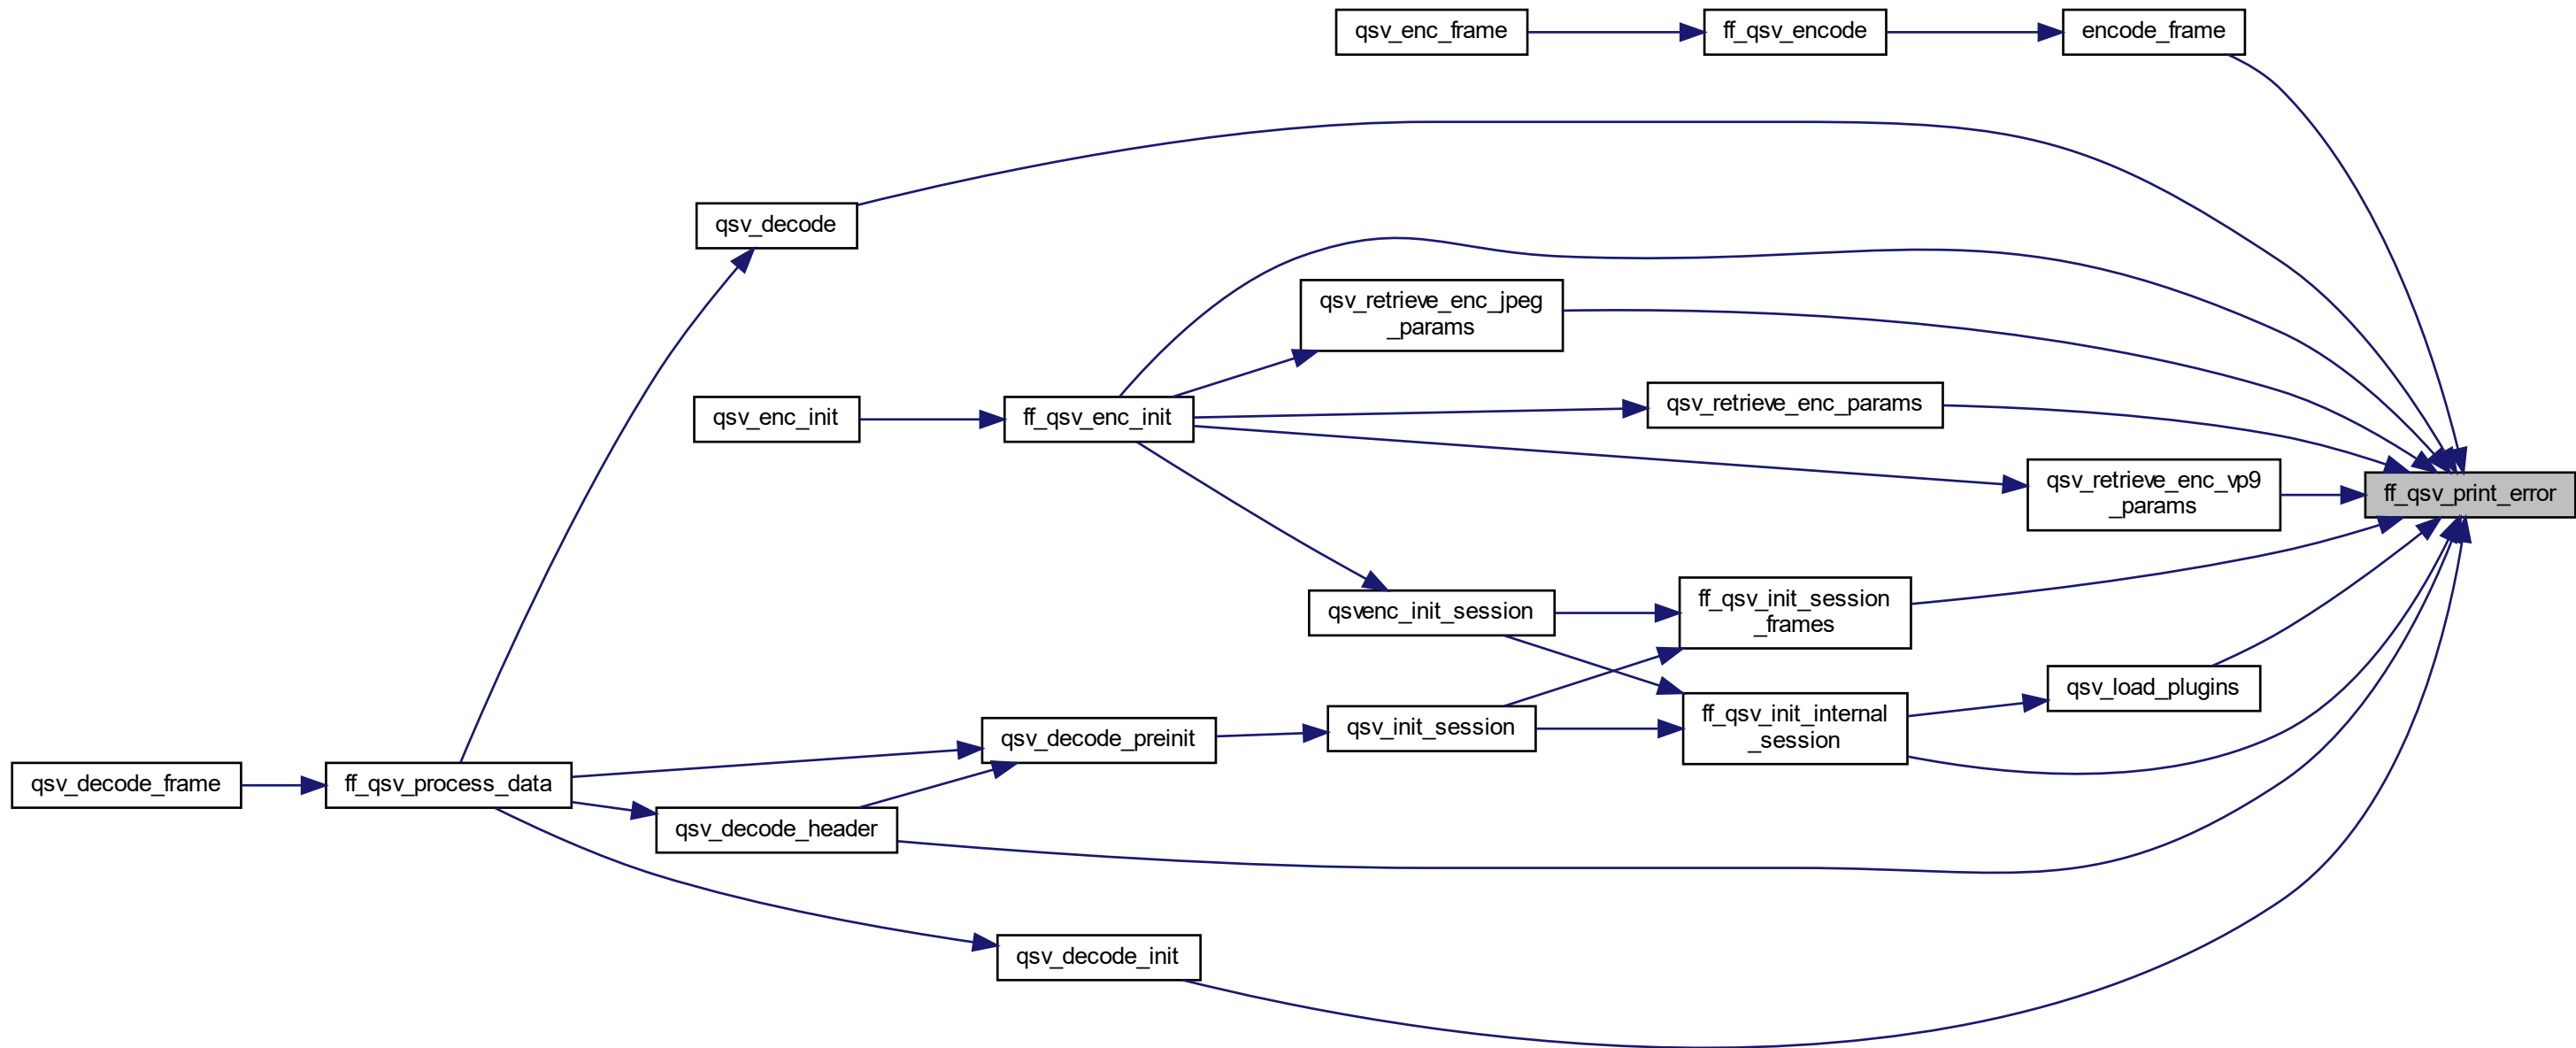 qsv_enc_frame
ff_qsv_encode
encode_frame
qsv_decode
qsv_retrieve_enc_jpeg
_params
qsv_enc_init
ff_qsv_enc_init
qsv_retrieve_enc_params
qsv_retrieve_enc_vp9
_params
ff_qsv_print_error
qsvenc_init_session
ff_qsv_init_session
_frames
qsv_load_plugins
qsv_decode_preinit
qsv_init_session
ff_qsv_init_internal
_session
qsv_decode_frame
ff_qsv_process_data
qsv_decode_header
qsv_decode_init